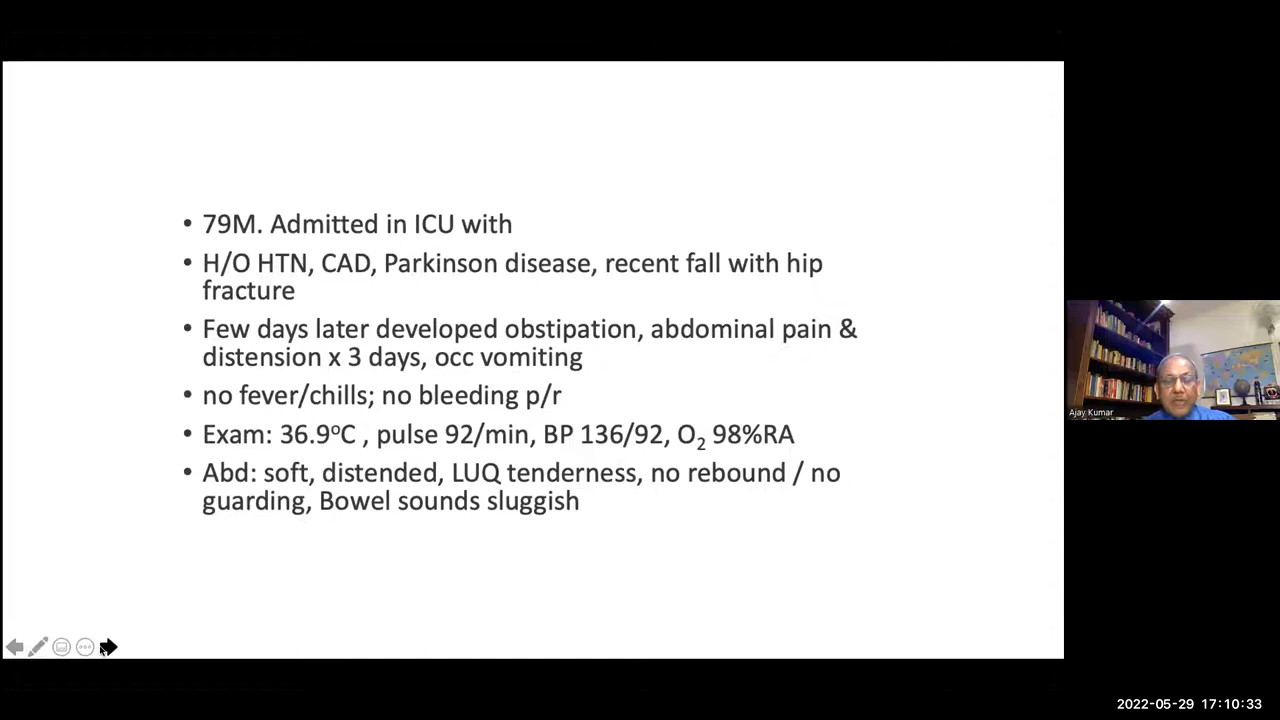 • 79M. Admitted in ICU with
• H/O HTN, CAD, Parkinson disease, recent fall with hip
fracture
• Few days later developed obstipation, abdominal pain &
distension x 3 days, occ vomiting
• no fever/chills; no bleeding p/r
• Exam: 36.9°C , pulse 92/min, BP 136/92, O₂ 98%RA
• Abd: soft, distended, LUQ tenderness, no rebound / no
guarding, Bowel sounds sluggish
Ajay Kumar
2022-05-29 17:10:33